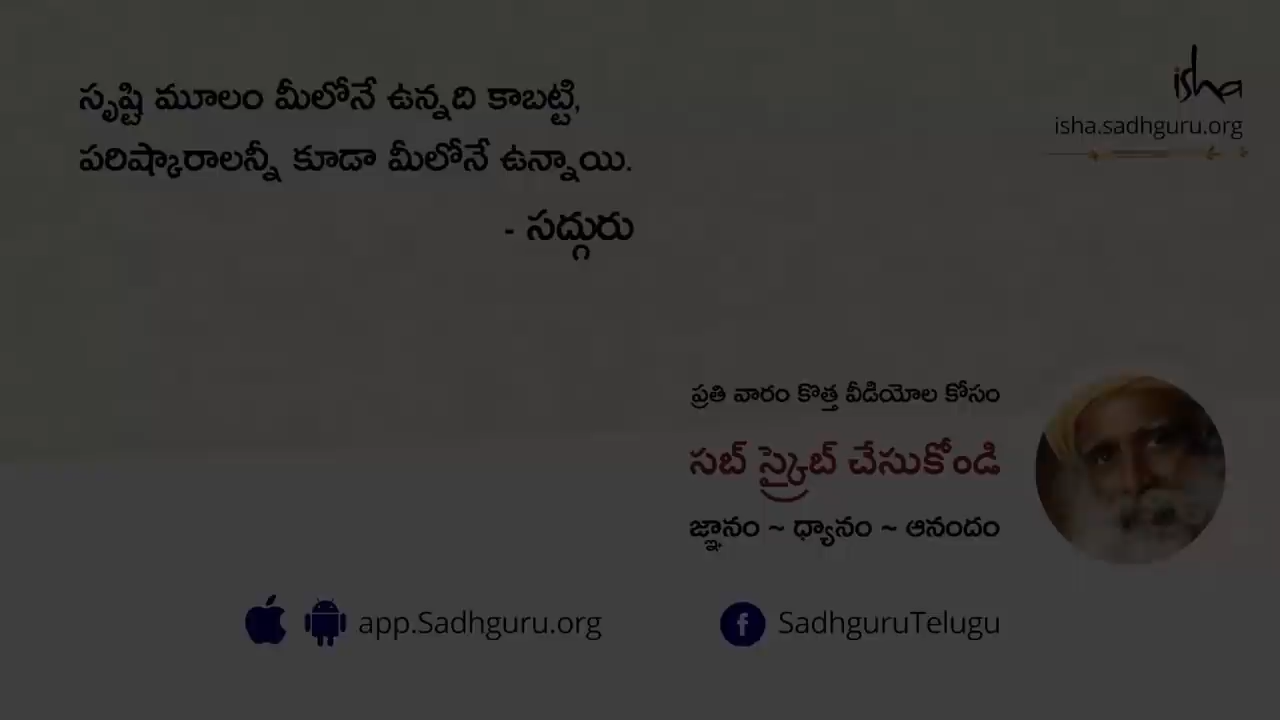 సృష్టి మూలం మీలోనే ఉన్నది కాబట్టి,
పరిష్కారాలన్నీ కూడా మీలోనే ఉన్నాయి.
- సద్గురు
isha
isha.sadhguru.org
ప్రతి వారం కొత్త వీడియోల కోసం
సబ్ స్క్రైబ్ చేసుకోండి
జ్ఞానం ~ ధ్యానం ~ ఆనందం
app.Sadhguru.org
SadhguruTelugu